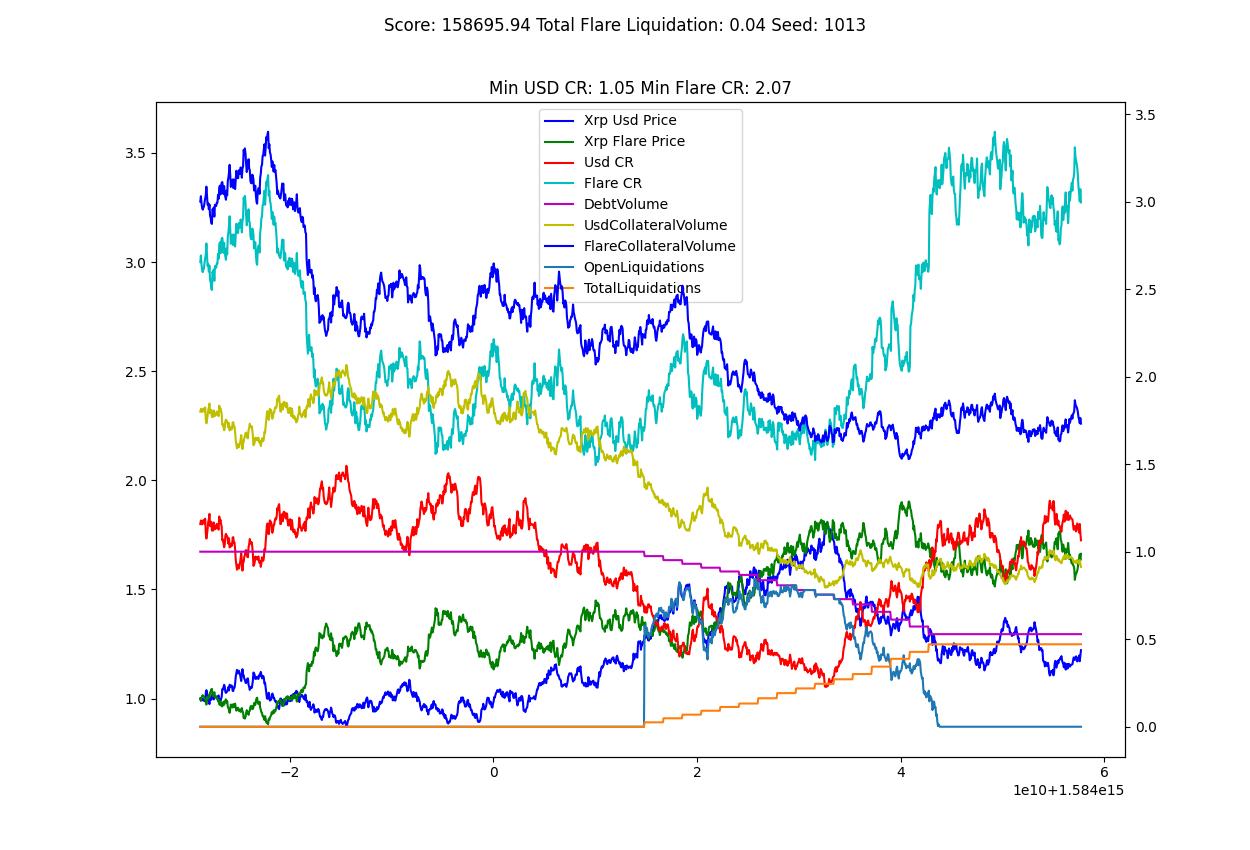 Score: 158695.94 Total Flare Liquidation: 0.04 Seed: 1013
Min USD CR: 1.05 Min Flare CR: 2.07
Xrp Usd Price
Xrp Flare Price
Usd CR
Flare CR
DebtVolume
UsdCollateralVolume
FlareCollateralVolume
OpenLiquidations
TotalLiquidations
3.5
3.0
2.5
2.0
1.5
1.0
3.5
3.0
2.5
2.0
1.5
1.0
0.5
0.0
−2 0 2 4 6
1e10+1.584e15